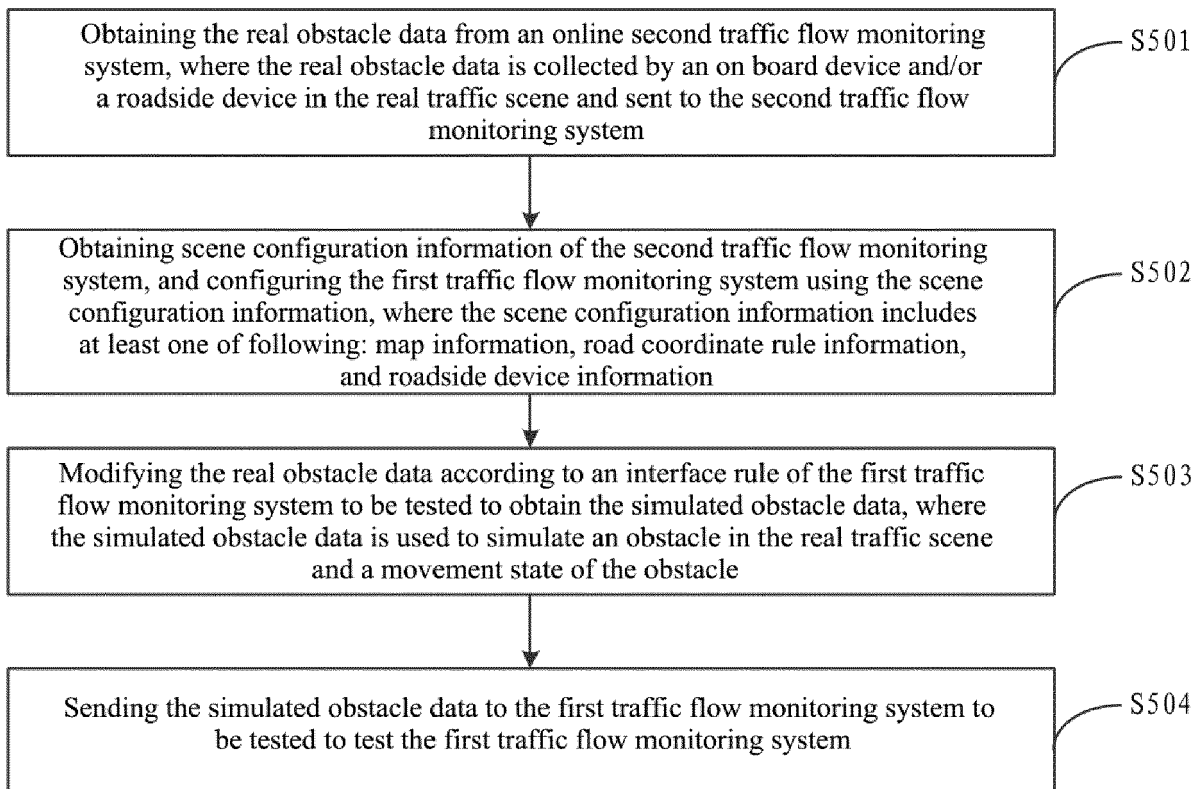 Obtaining the real obstacle data from an online second traffic flow monitoring
system, where the real obstacle data is collected by an on board device and/or
a roadside device in the real traffic scene and sent to the second traffic flow
monitoring system
S501
Obtaining scene configuration information of the second traffic flow monitoring
system, and configuring the first traffic flow monitoring system using the scene
configuration information, where the scene configuration information includes
at least one of following: map information, road coordinate rule information,
and roadside device information
S502
Modifying the real obstacle data according to an interface rule of the first traffic
flow monitoring system to be tested to obtain the simulated obstacle data, where
the simulated obstacle data is used to simulate an obstacle in the real traffic scene
and a movement state of the obstacle
S503
Sending the simulated obstacle data to the first traffic flow monitoring system to
be tested to test the first traffic flow monitoring system
S504